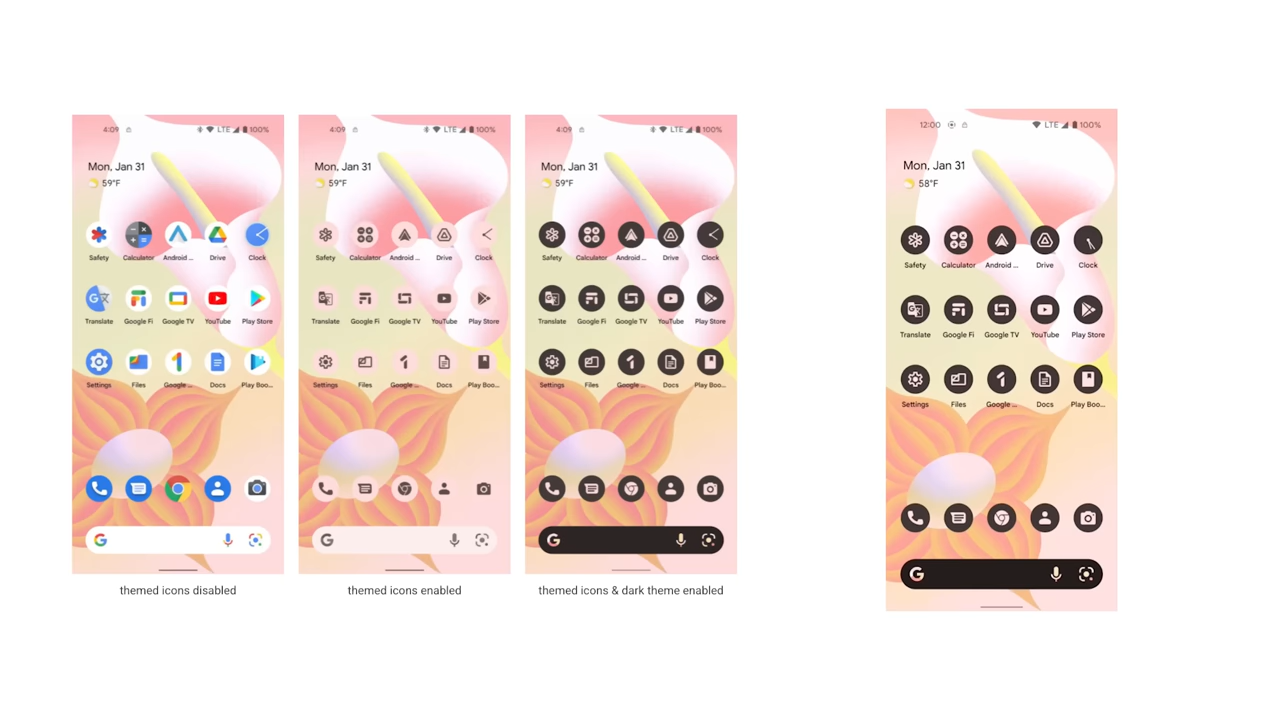 4:09 LTE 100%
Mon, Jan 31
59°F
Safety Calculator Android ... Drive Clock
Translate Google Fi Google TV YouTube Play Store
Settings Files Google ... Docs Play Boo...
themed icons disabled
4:09 LTE 100%
Mon, Jan 31
59°F
Safety Calculator Android ... Drive Clock
Translate Google Fi Google TV YouTube Play Store
Settings Files Google ... Docs Play Boo...
themed icons enabled
4:09 LTE 100%
Mon, Jan 31
59°F
Safety Calculator Android ... Drive Clock
Translate Google Fi Google TV YouTube Play Store
Settings Files Google ... Docs Play Boo...
themed icons & dark theme enabled
12:00 LTE 100%
Mon, Jan 31
58°F
Safety Calculator Android ... Drive Clock
Translate Google Fi Google TV YouTube Play Store
Settings Files Google ... Docs Play Boo...